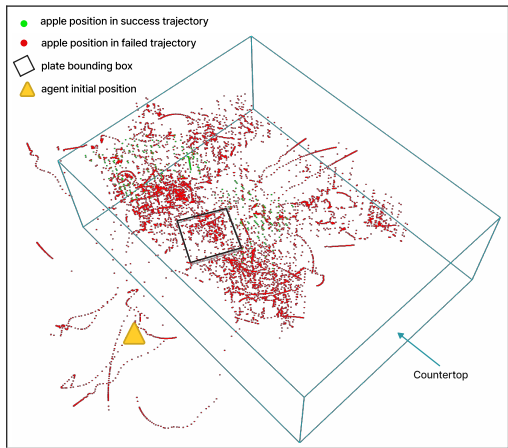 apple position in success trajectory
apple position in failed trajectory
plate bounding box
agent initial position
Countertop